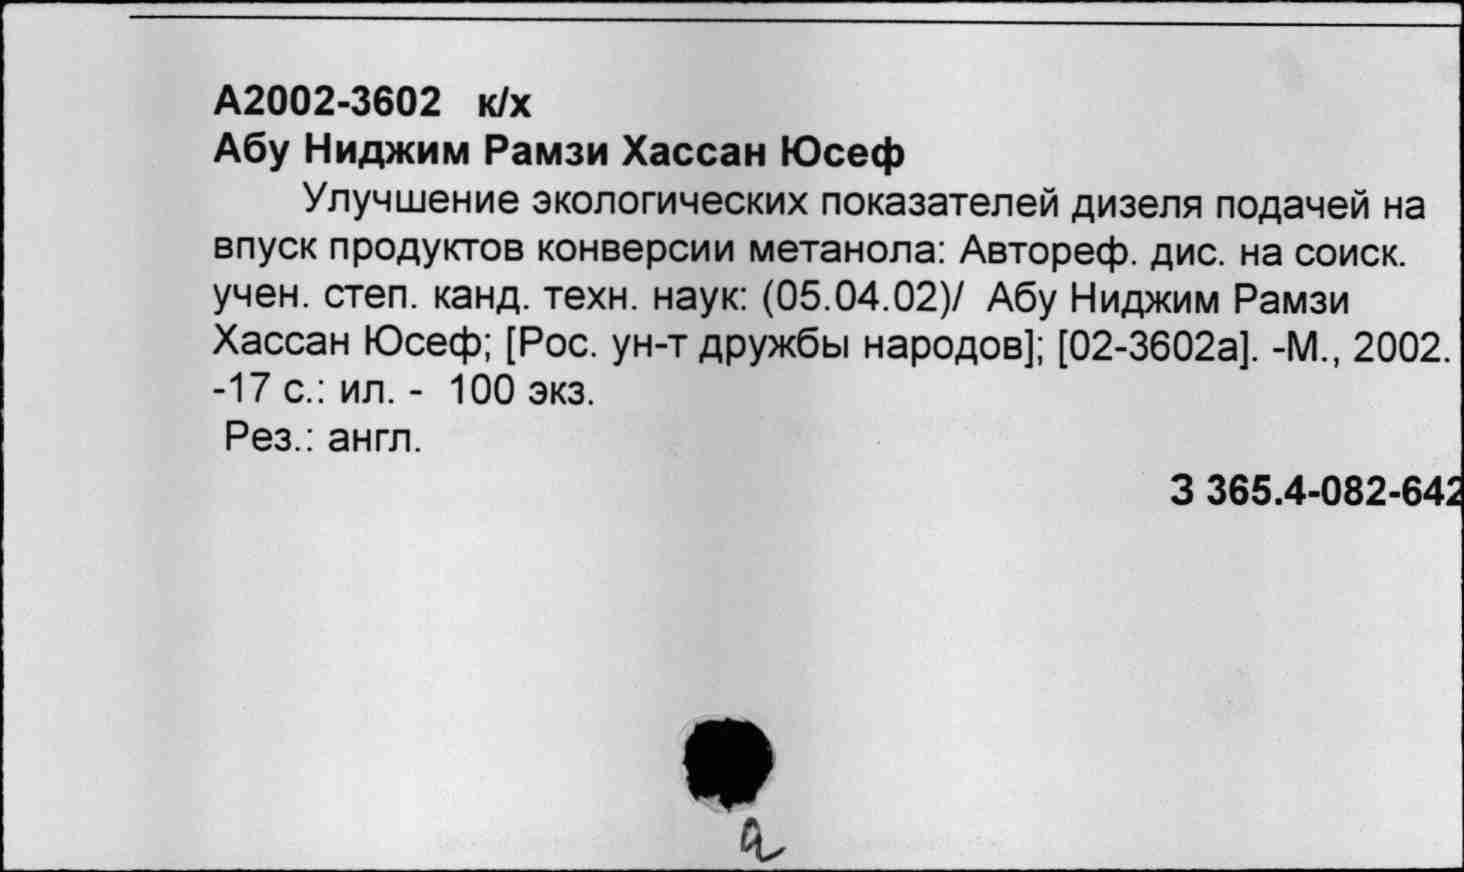 А2002-3602 к/х
Абу Ниджим Рамзи Хассан Юсеф
Улучшение экологических показателей дизеля подачей на
впуск продуктов конверсии метанола: Автореф. дис. на соиск.
учен. степ. канд. техн. наук: (05.04.02)/ Абу Ниджим Рамзи
Хассан Юсеф; [Рос. ун-т дружбы народов]; [02-3602а]. -М., 2002.
-17 с.: ил. - 100 экз.
Рез.: англ.
З 365.4-082-642
а